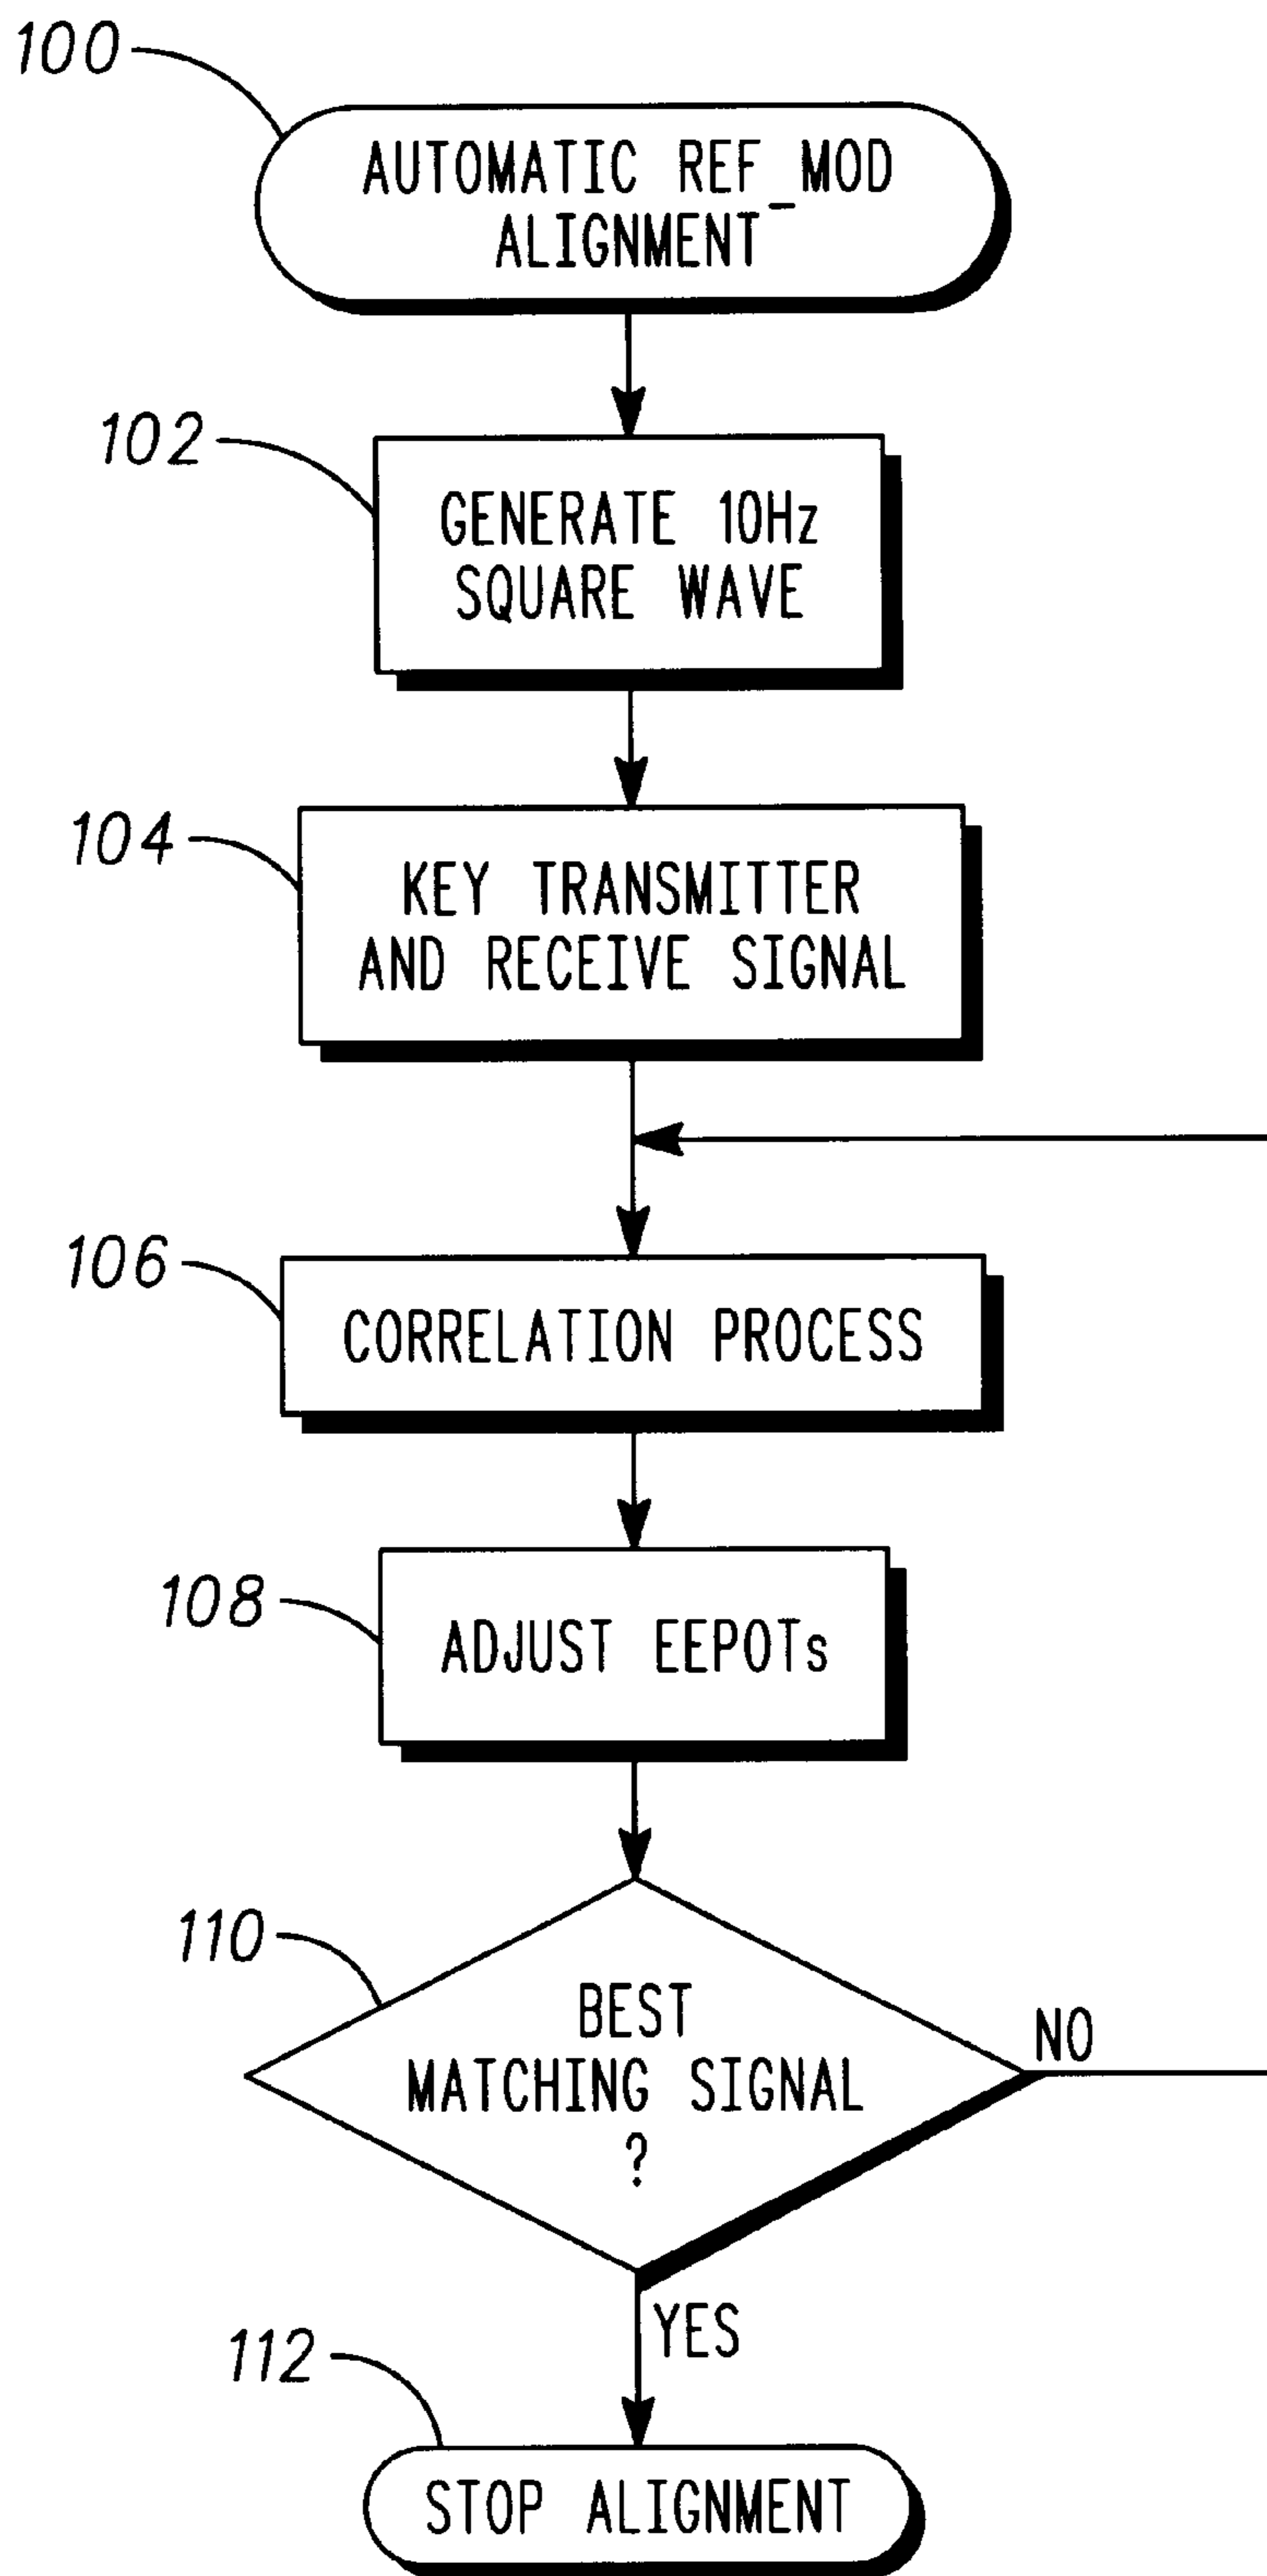 100
AUTOMATIC REF_MOD
ALIGNMENT
102
GENERATE 10Hz
SQUARE WAVE
104
KEY TRANSMITTER
AND RECEIVE SIGNAL
106
CORRELATION PROCESS
108
ADJUST EEPOTs
110
BEST
MATCHING SIGNAL
?
NO
YES
112
STOP ALIGNMENT